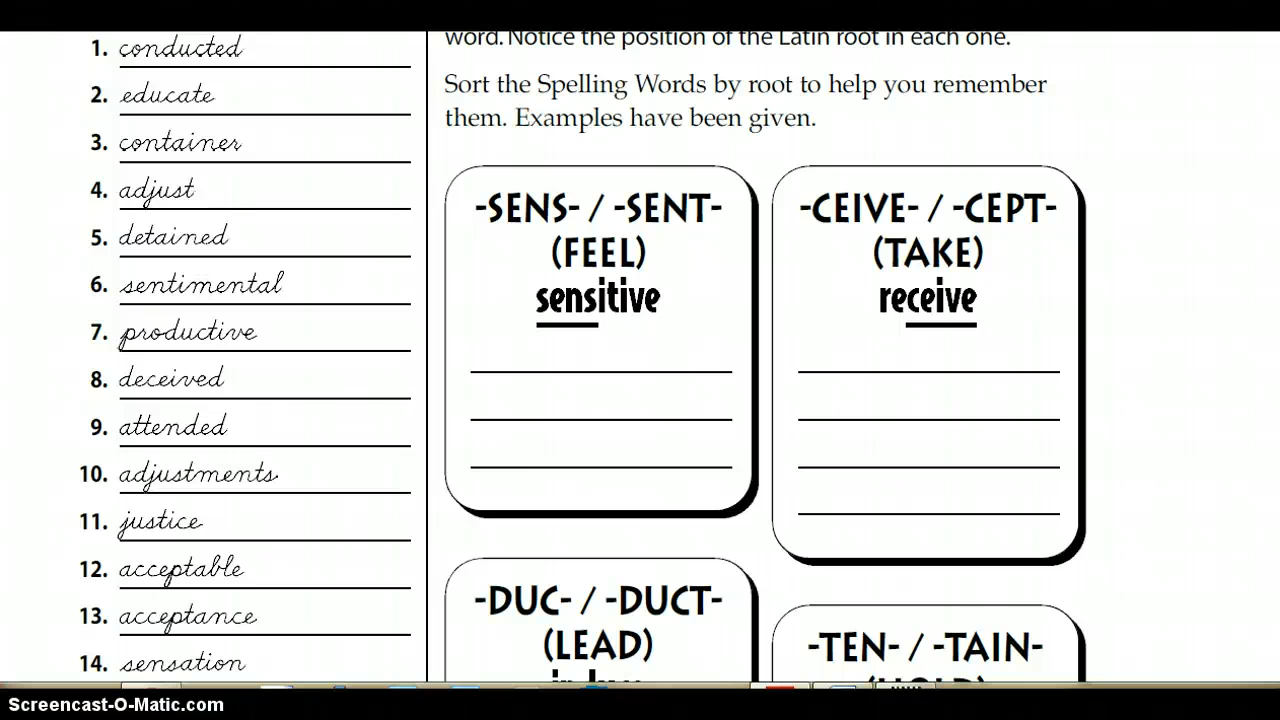 1. conducted
2. educate
3. container
4. adjust
5. detained
6. sentimental
7. productive
8. deceived
9. attended
10. adjustments
11. justice
12. acceptable
13. acceptance
14. sensation
word. Notice the position of the Latin root in each one.
Sort the Spelling Words by root to help you remember
them. Examples have been given.
-SENS- / -SENT-
(FEEL)
sensitive
-CEIVE- / -CEPT-
(TAKE)
receive
-DUC- / -DUCT-
(LEAD)
-TEN- / -TAIN-
(HOLD)
Screencast-O-Matic.com